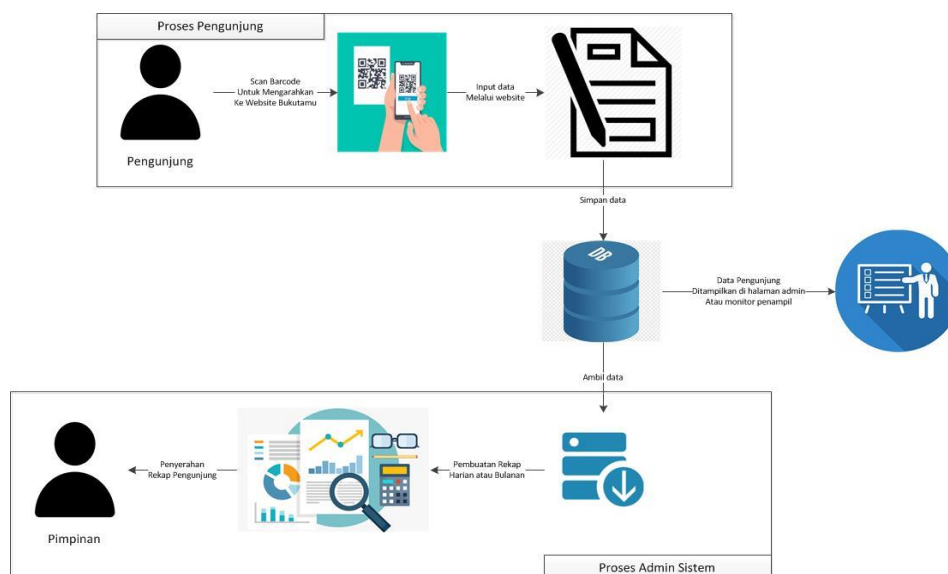 Proses Pengunjung
Scan Barcode
Untuk Mengarahkan
Ke Website Bukutamu
Input data
Melalui website
Pengunjung
Simpan data
DB
Data Pengunjung
Ditampilkan di halaman admin
Atau monitor penampil
Ambil data
Penyerahan
Rekap Pengunjung
Pembuatan Rekap
Harian atau Bulanan
Pimpinan
Proses Admin Sistem